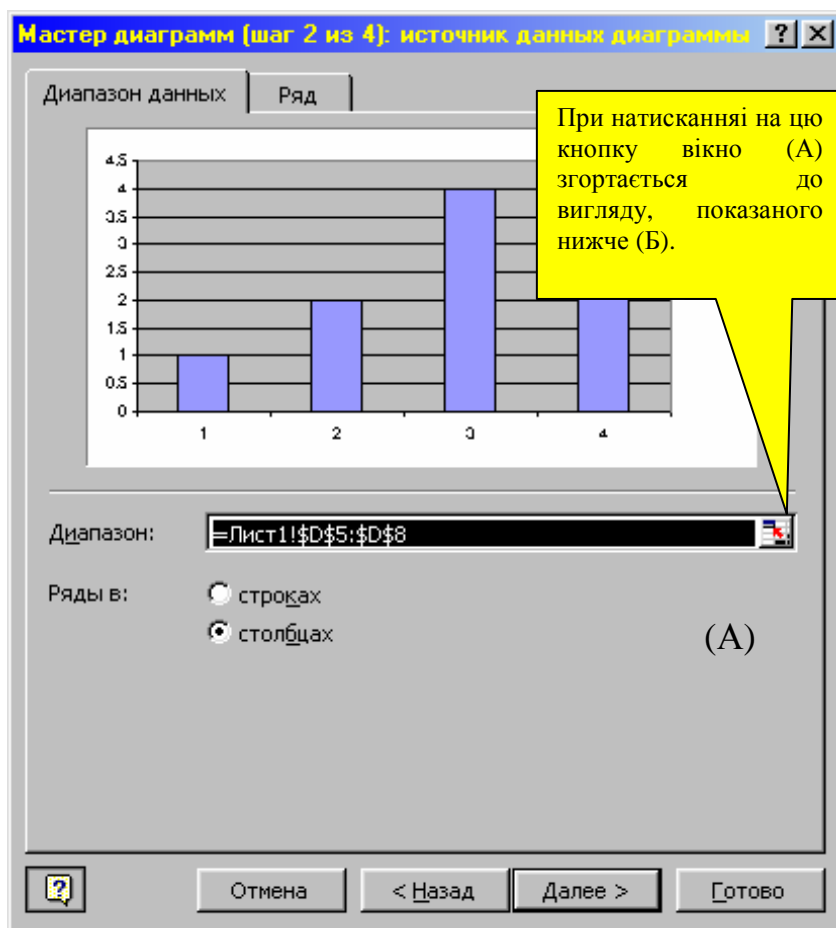 Мастер диаграмм (шаг 2 из 4): источник данных диаграммы
Диапазон данных
Ряд
При натисканняі на цю
кнопку вікно (А)
згортається до
вигляду, показаного
нижче (Б).
4.5
4
3.5
3
2.5
2
1.5
1
0.5
0
1 2 3 4
Диапазон: =Лист1!$D$5:$D$8
Ряды в: строках
столбцах
(А)
Отмена < Назад Далее > Готово